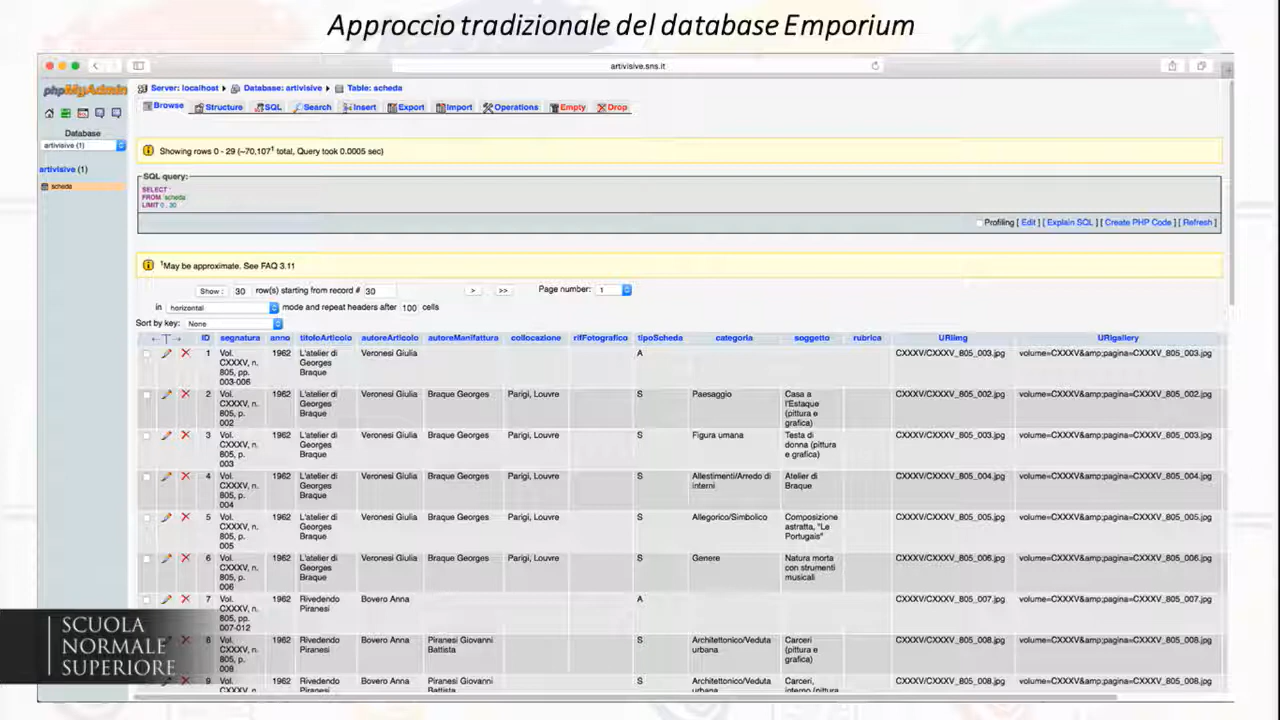 Approccio tradizionale del database Emporium
artivisive.sns.it
phpMyAdmin
Server: localhost Database: artivisive Table: scheda
Browse Structure SQL Search Insert Export Import Operations Empty Drop
Database
artivisive (1)
artivisive (1)
scheda
Showing rows 0 - 29 (~70,107¹ total, Query took 0.0005 sec)
SQL query:
SELECT *
FROM `scheda`
LIMIT 0 , 30
Profiling [ Edit ] [ Explain SQL ] [ Create PHP Code ] [ Refresh ]
¹May be approximate. See FAQ 3.11
Show : 30 row(s) starting from record # 30 > >> Page number: 1
in horizontal mode and repeat headers after 100 cells
Sort by key: None
←T→ ID segnatura anno titoloArticolo autoreArticolo autoreManifattura collocazione rifFotografico tipoScheda categoria soggetto rubrica URIimg URIgallery
1 Vol. 1962 L'atelier di Veronesi Giulia A CXXXV/CXXXV_805_003.jpg volume=CXXXV&amp;pagina=CXXXV_805_003.jpg
CXXXV, n. Georges
805, pp. Braque
003-006
2 Vol. 1962 L'atelier di Veronesi Giulia Braque Georges Parigi, Louvre S Paesaggio Casa a CXXXV/CXXXV_805_002.jpg volume=CXXXV&amp;pagina=CXXXV_805_002.jpg
CXXXV, n. Georges l'Estaque
805, p. Braque (pittura e
002 grafica)
3 Vol. 1962 L'atelier di Veronesi Giulia Braque Georges Parigi, Louvre S Figura umana Testa di CXXXV/CXXXV_805_003.jpg volume=CXXXV&amp;pagina=CXXXV_805_003.jpg
CXXXV, n. Georges donna (pittura
805, p. Braque e grafica)
003
4 Vol. 1962 L'atelier di Veronesi Giulia Braque Georges Parigi, Louvre S Allestimenti/Arredo di Atelier di CXXXV/CXXXV_805_004.jpg volume=CXXXV&amp;pagina=CXXXV_805_004.jpg
CXXXV, n. Georges interni Braque
805, p. Braque
004
5 Vol. 1962 L'atelier di Veronesi Giulia Braque Georges Parigi, Louvre S Allegorico/Simbolico Composizione CXXXV/CXXXV_805_005.jpg volume=CXXXV&amp;pagina=CXXXV_805_005.jpg
CXXXV, n. Georges astratta, "Le
805, p. Braque Portugais"
005
6 Vol. 1962 L'atelier di Veronesi Giulia Braque Georges Parigi, Louvre S Genere Natura morta CXXXV/CXXXV_805_006.jpg volume=CXXXV&amp;pagina=CXXXV_805_006.jpg
CXXXV, n. Georges con strumenti
805, p. Braque musicali
006
7 Vol. 1962 Rivedendo Bovero Anna A CXXXV/CXXXV_805_007.jpg volume=CXXXV&amp;pagina=CXXXV_805_007.jpg
CXXXV, n. Piranesi
805, pp.
007-012
8 Vol. 1962 Rivedendo Bovero Anna Piranesi Giovanni S Architettonico/Veduta Carceri CXXXV/CXXXV_805_008.jpg volume=CXXXV&amp;pagina=CXXXV_805_008.jpg
CXXXV, n. Piranesi Battista urbana (pittura e
805, p. grafica)
008
9 Vol. 1962 Rivedendo Bovero Anna Piranesi Giovanni S Architettonico/Veduta Carceri, CXXXV/CXXXV_805_008.jpg volume=CXXXV&amp;pagina=CXXXV_805_008.jpg
CXXXV, n. Piranesi Battista urbana interno (pittura
SCUOLA
NORMALE
SUPERIORE